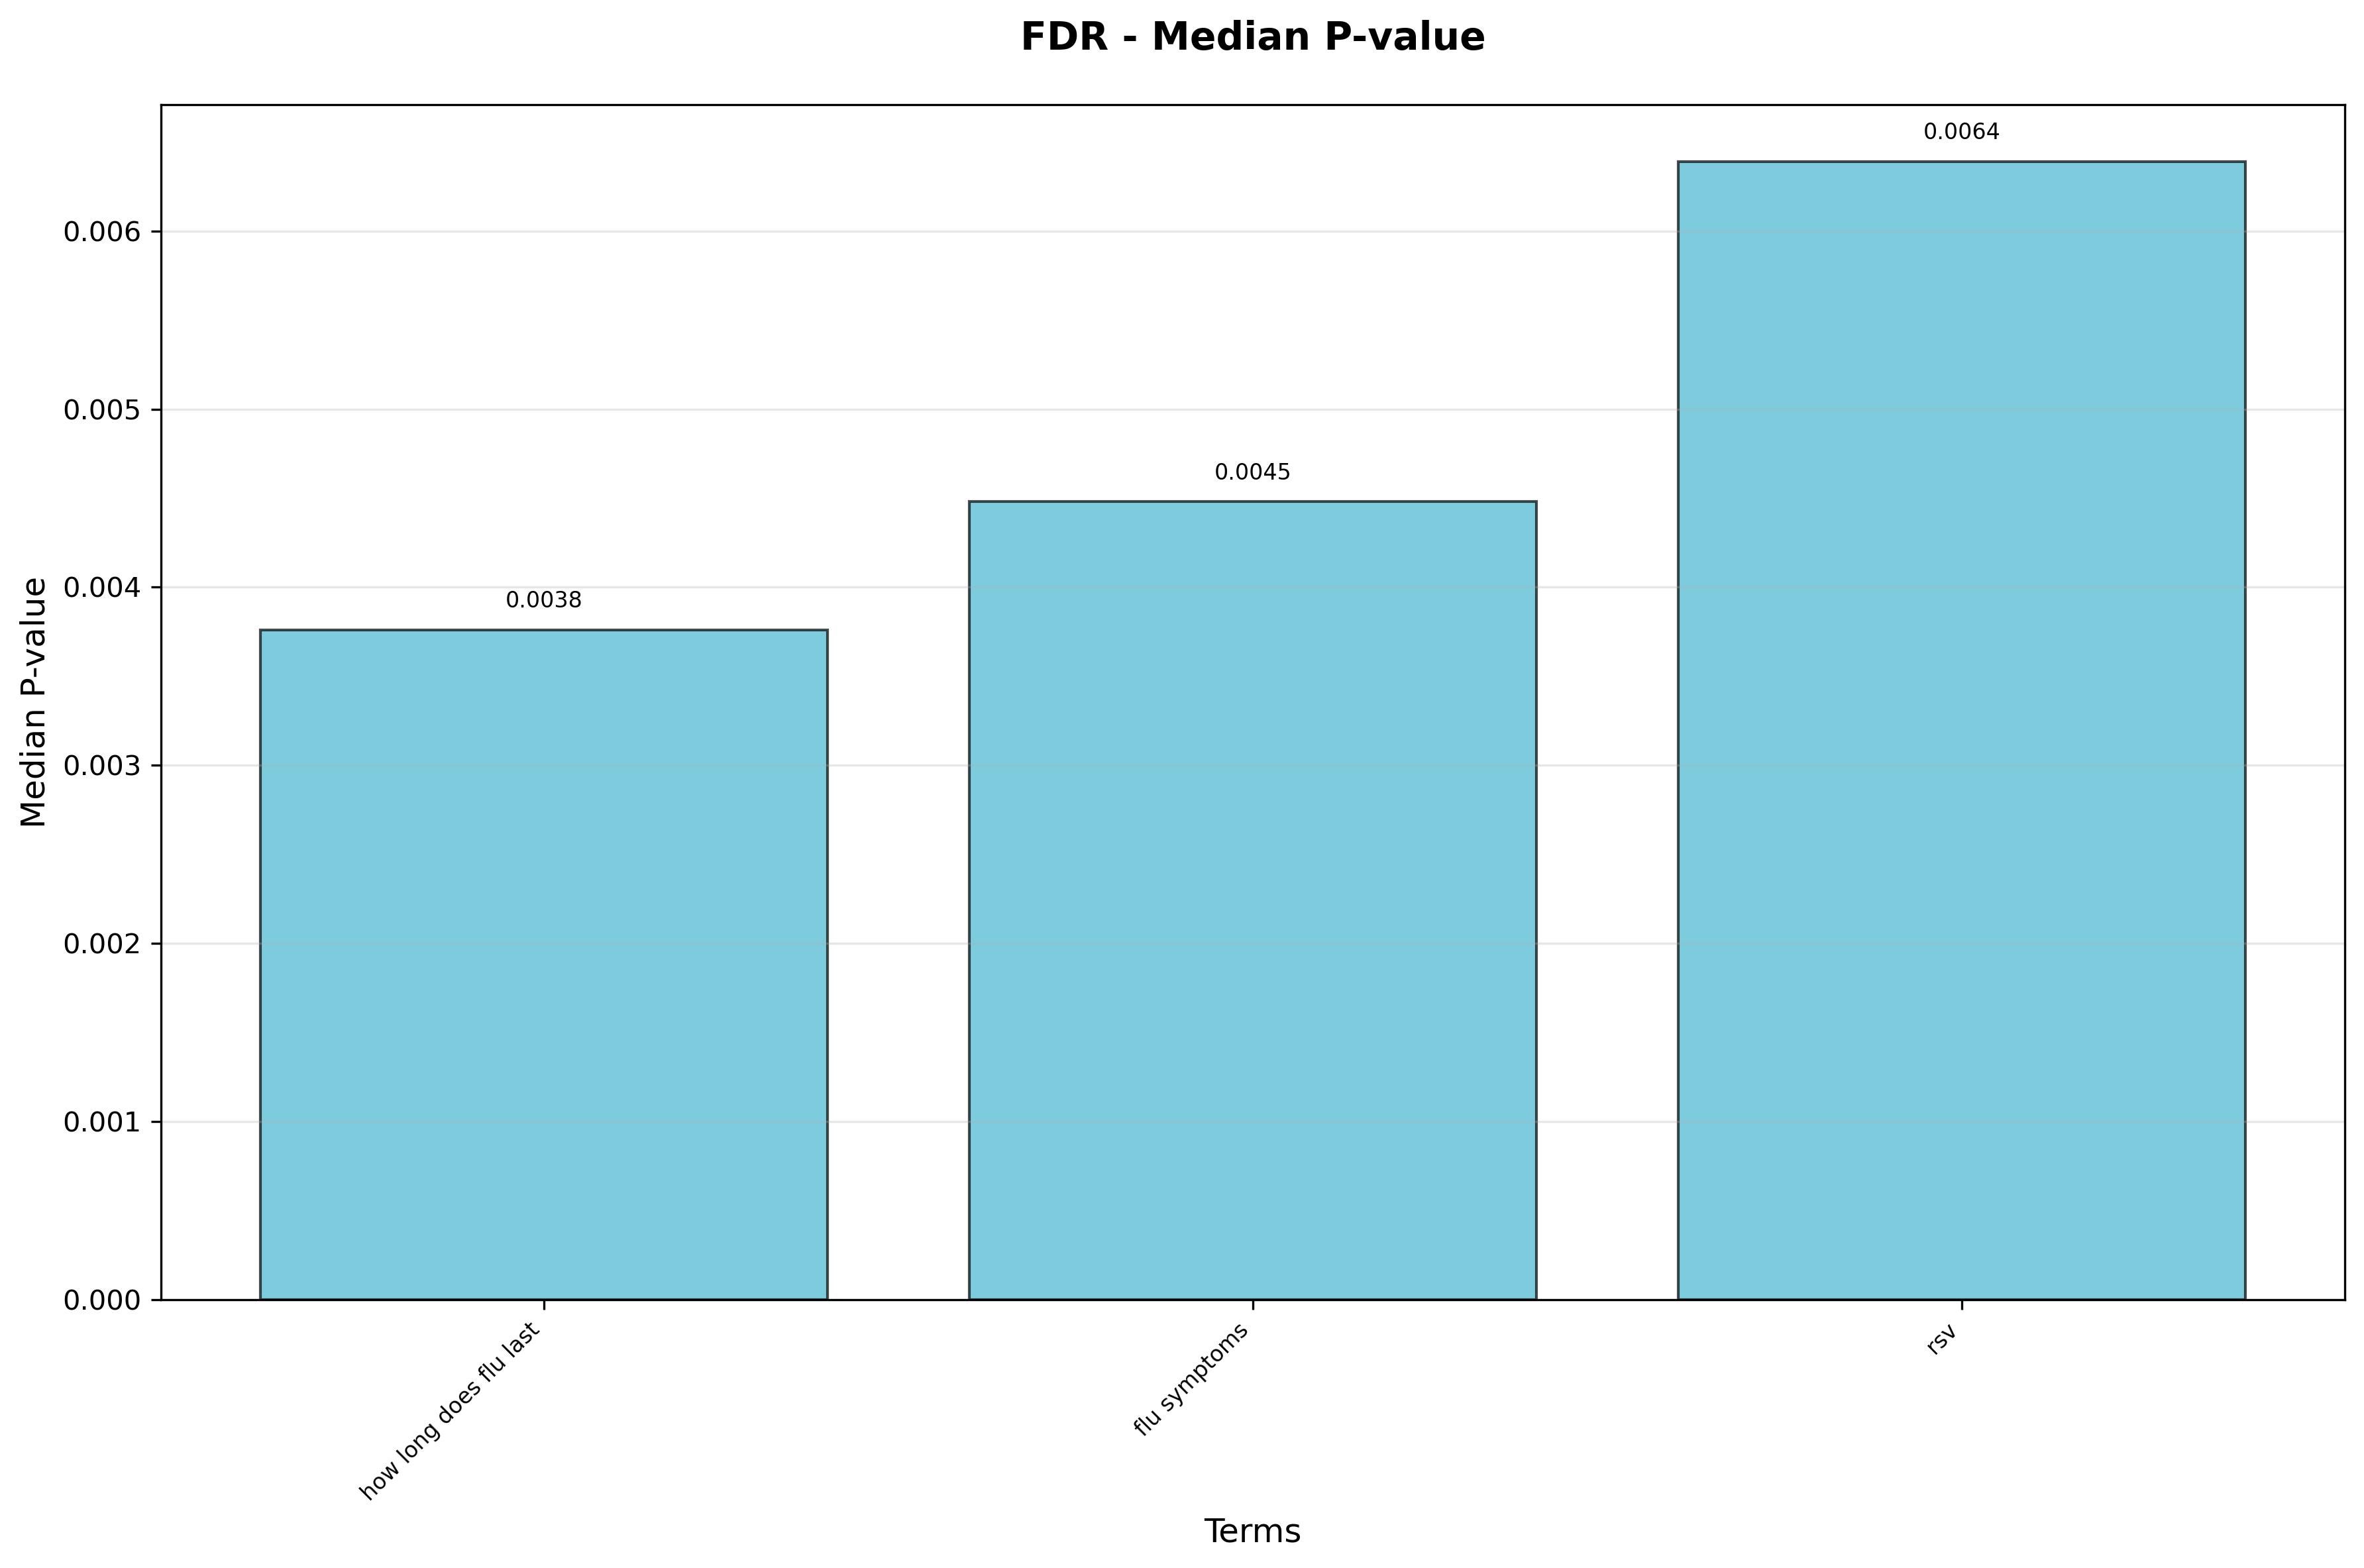 FDR - Median P-value
0.0064
0.006
0.005
0.0045
0.004
0.0038
Median P-value
0.003
0.002
0.001
0.000
how long does flu last
flu symptoms
rsv
Terms